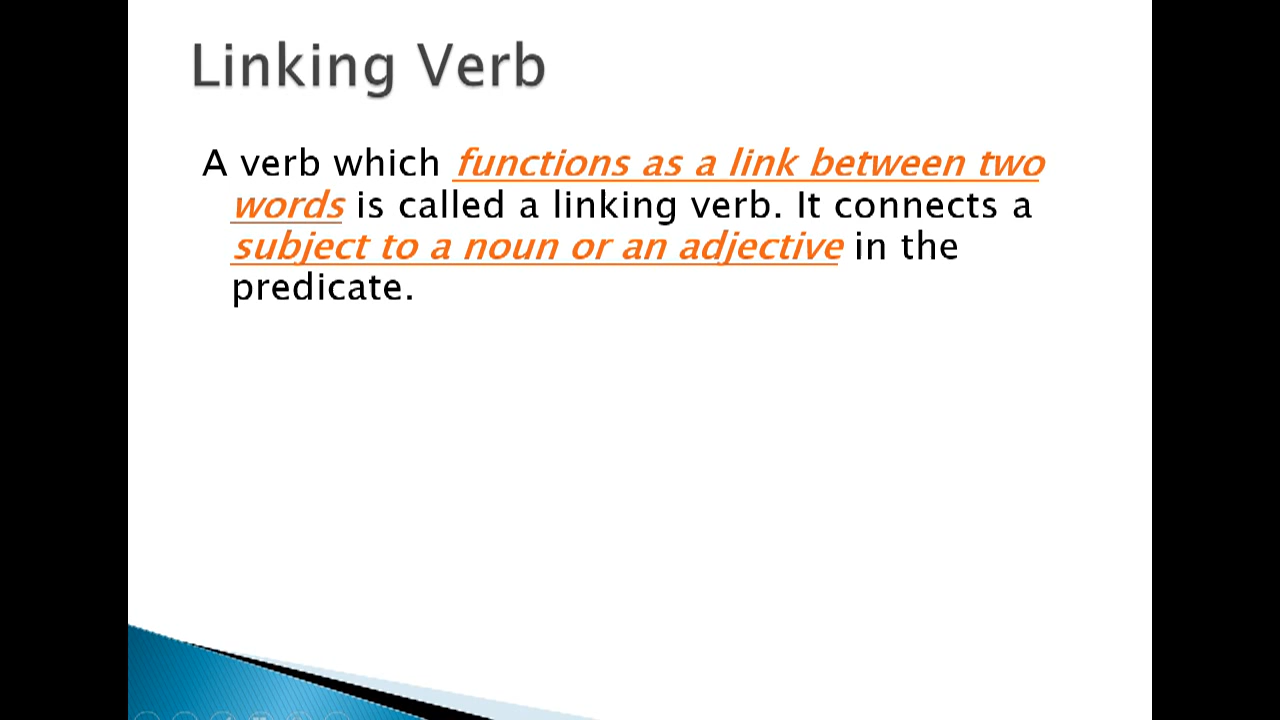 Linking Verb
A verb which functions as a link between two
words is called a linking verb. It connects a
subject to a noun or an adjective in the
predicate.